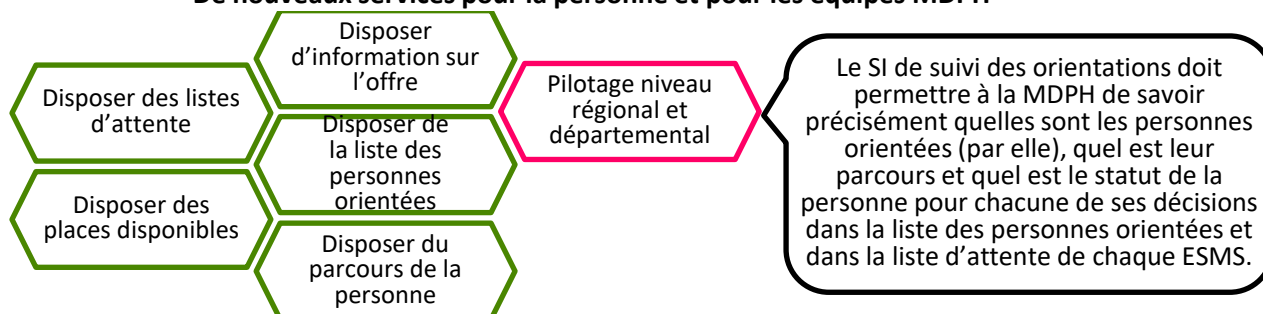 De nouveaux services pour la personne et pour les équipes MDPH
Disposer
d’information sur
l’offre
Disposer des listes
d’attente
Pilotage niveau
régional et
départemental
Disposer de
la liste des
personnes
orientées
Disposer des
places disponibles
Disposer du
parcours de la
personne
Le SI de suivi des orientations doit
permettre à la MDPH de savoir
précisément quelles sont les personnes
orientées (par elle), quel est leur
parcours et quel est le statut de la
personne pour chacune de ses décisions
dans la liste des personnes orientées et
dans la liste d’attente de chaque ESMS.